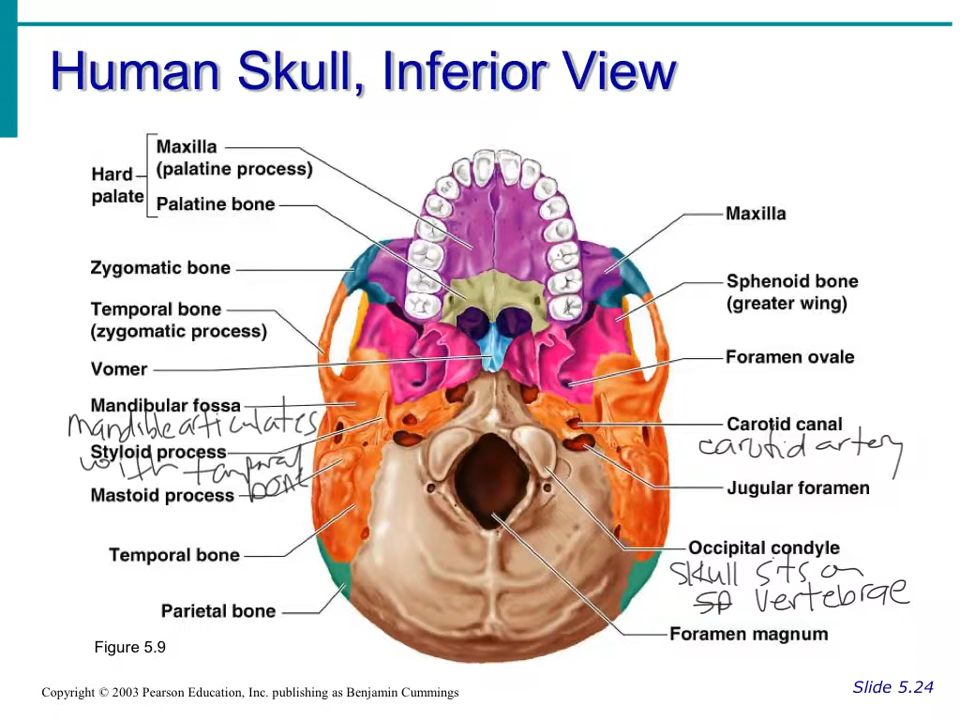 Human Skull, Inferior View
Hard
palate
Maxilla
(palatine process)
Palatine bone
Zygomatic bone
Temporal bone
(zygomatic process)
Vomer
Mandibular fossa
mandible articulates
Styloid process
with temporal
bone
Mastoid process
Temporal bone
Parietal bone
Figure 5.9
Maxilla
Sphenoid bone
(greater wing)
Foramen ovale
Carotid canal
carotid artery
Jugular foramen
Occipital condyle
skull sits on
vertebrae
Foramen magnum
Copyright © 2003 Pearson Education, Inc. publishing as Benjamin Cummings
Slide 5.24